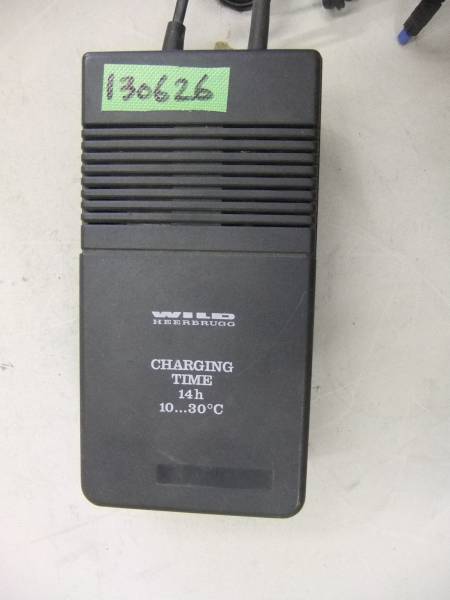 130626
WILD
HEERBRUGG
CHARGING
TIME
14h
10...30°C